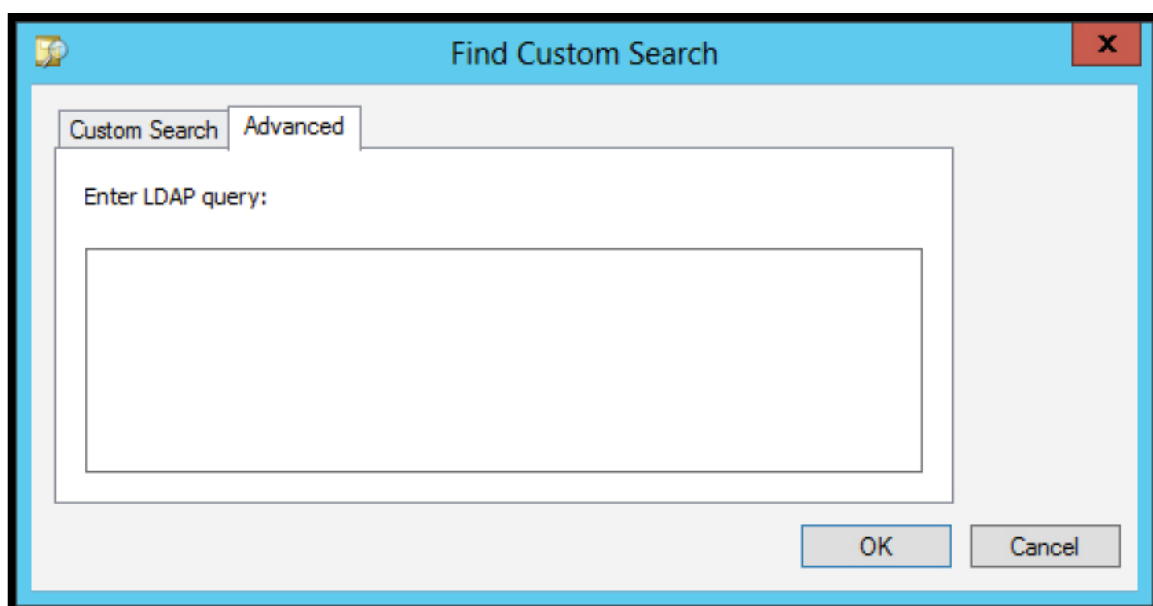 Find Custom Search
x
Custom Search Advanced
Enter LDAP query:
OK Cancel